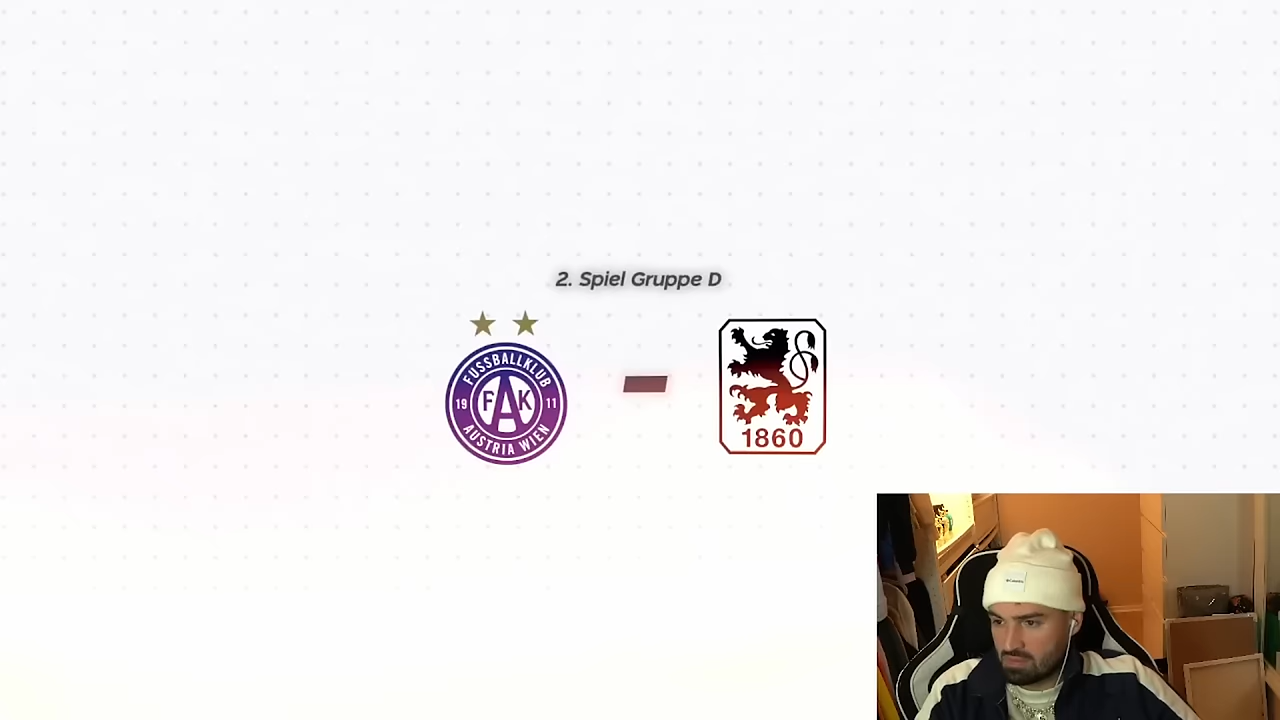 2. Spiel Gruppe D
FUSSBALLKLUB
19 FAK 11
AUSTRIA WIEN
1860